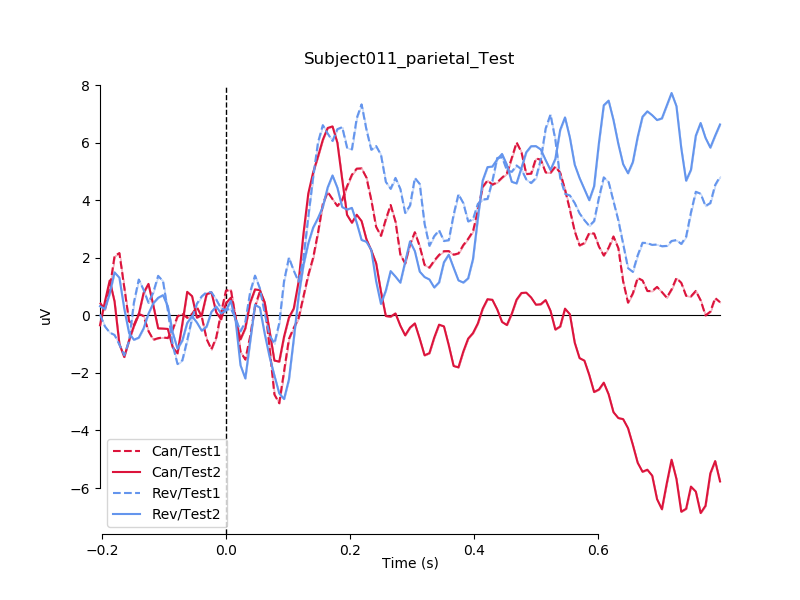 Subject011_parietal_Test
8
6
4
2
0
−2
−4
−6
uV
Can/Test1
Can/Test2
Rev/Test1
Rev/Test2
−0.2 0.0 0.2 0.4 0.6
Time (s)